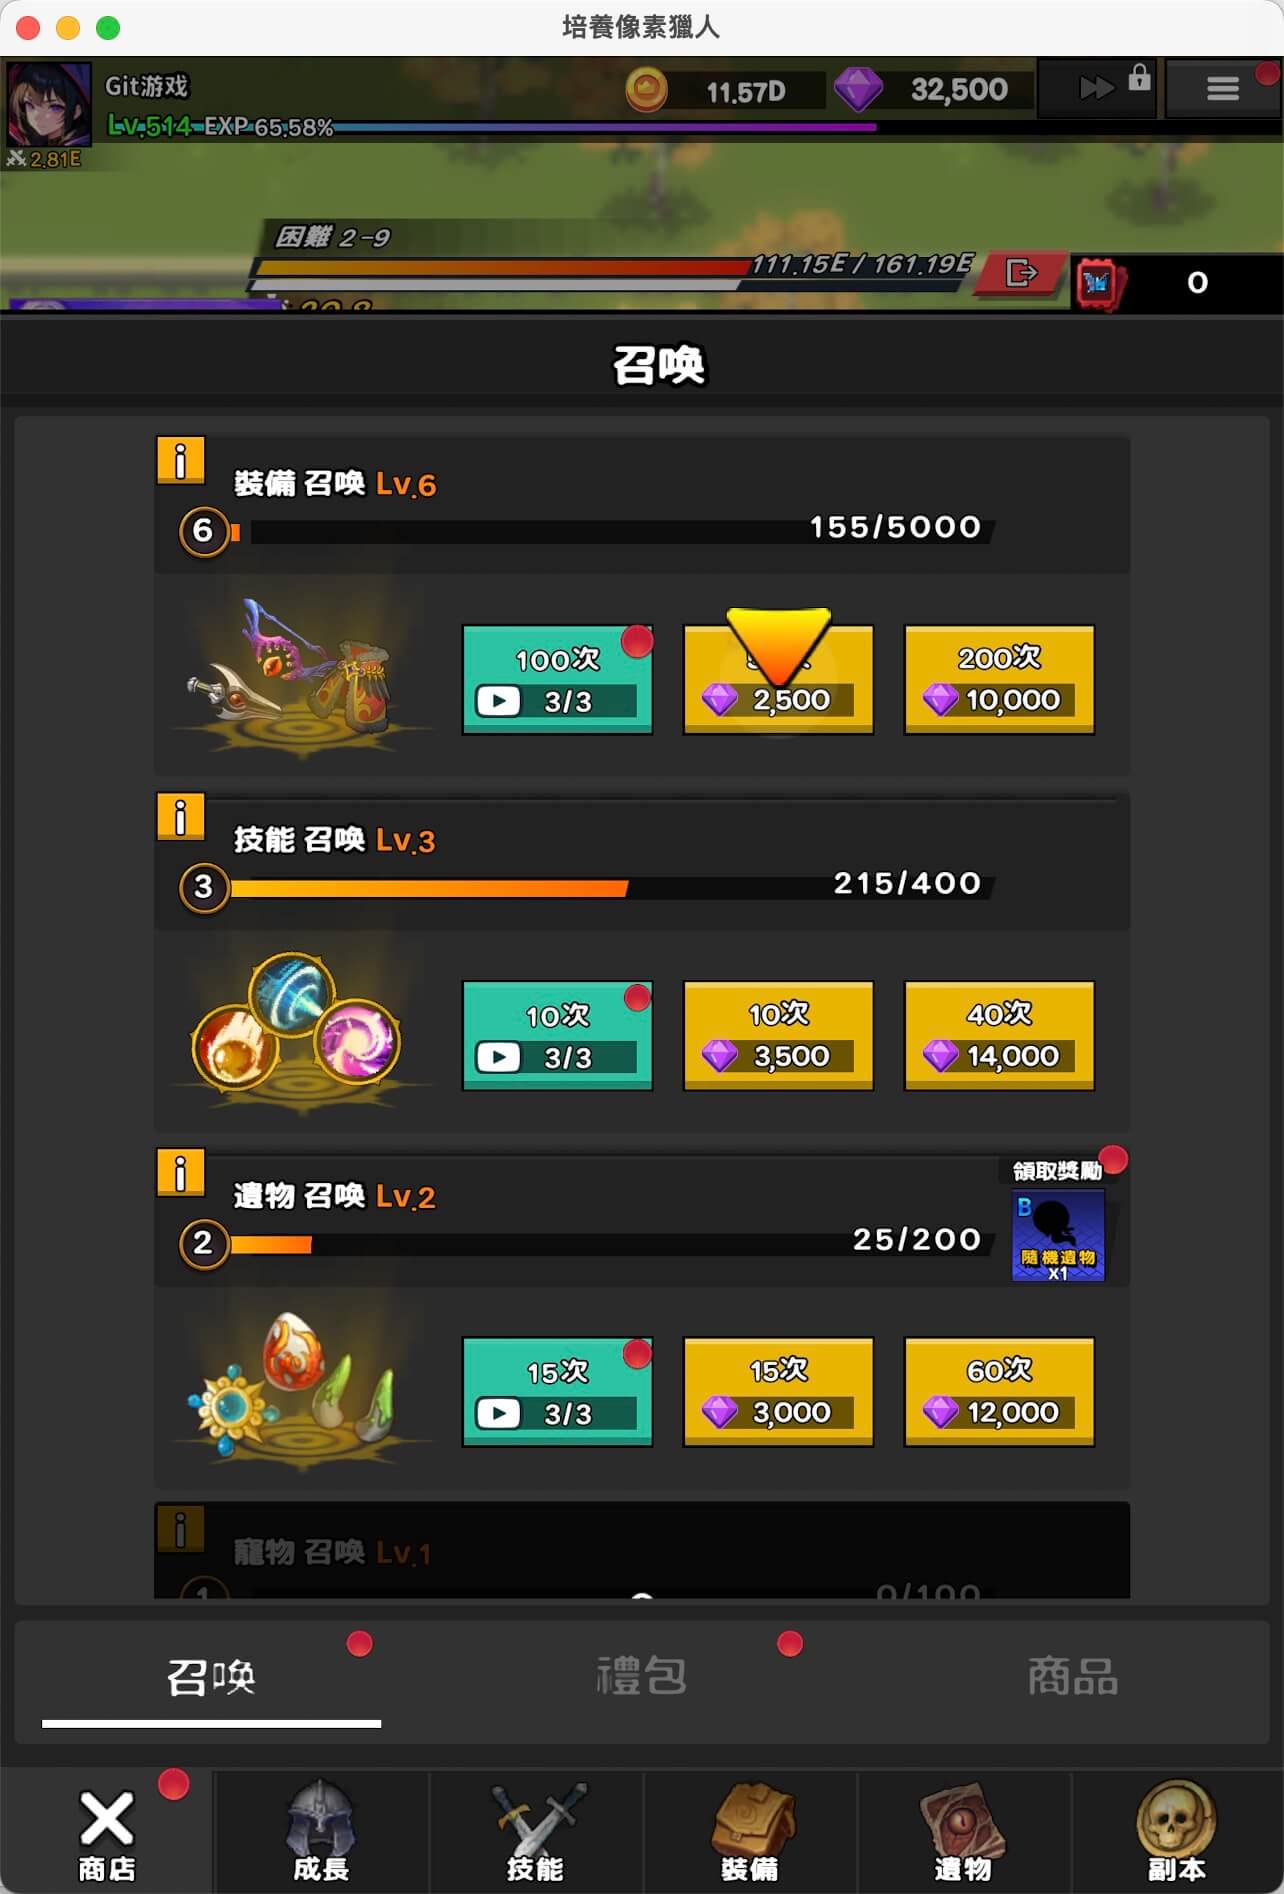 培養像素獵人
Git游戏
11.57D
32,500
Lv.514 EXP 65.58%
2.81E
困難 2-9
111.15E / 161.19E
0
召喚
裝備 召喚 Lv.6
6
155/5000
100次
3/3
2,500
200次
10,000
技能 召喚 Lv.3
3
215/400
10次
3/3
10次
3,500
40次
14,000
遺物 召喚 Lv.2
2
25/200
領取獎勵
B
隨機遺物
x1
15次
3/3
15次
3,000
60次
12,000
寵物 召喚 Lv.1
1
0/100
召喚
禮包
商品
商店
成長
技能
裝備
遺物
副本